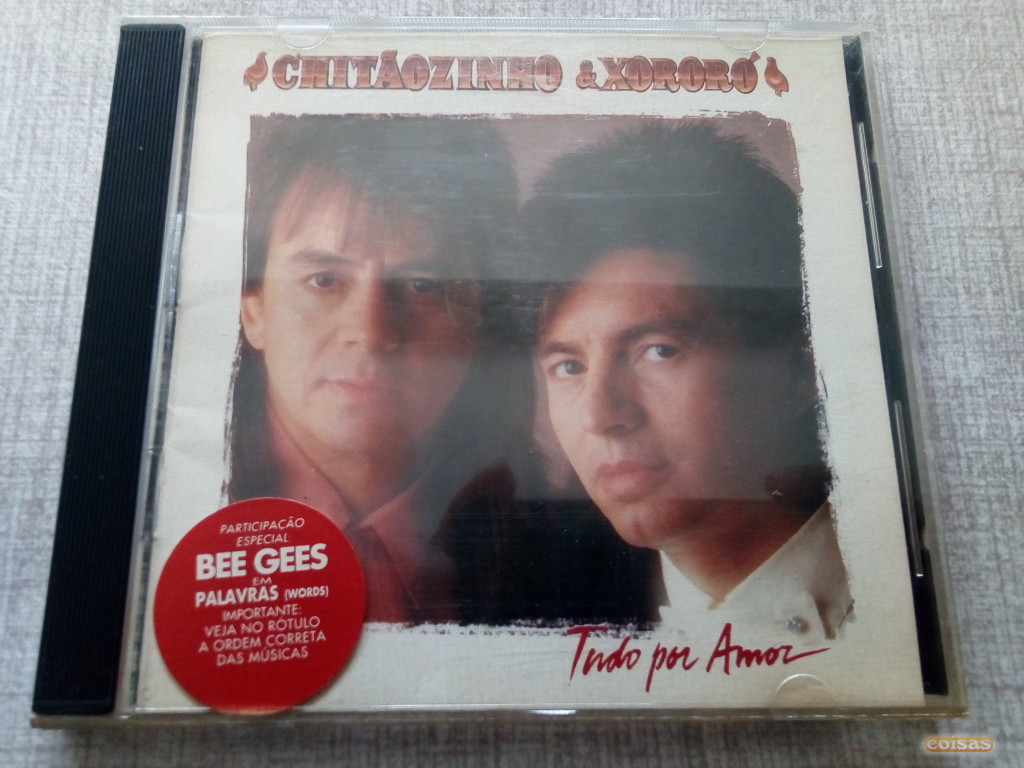 CHITÃOZINHO & XORORÓ
PARTICIPAÇÃO
ESPECIAL:
BEE GEES
EM
PALAVRAS (WORDS)
IMPORTANTE:
VEJA NO RÓTULO
A ORDEM CORRETA
DAS MÚSICAS
Tudo por Amor
coisas